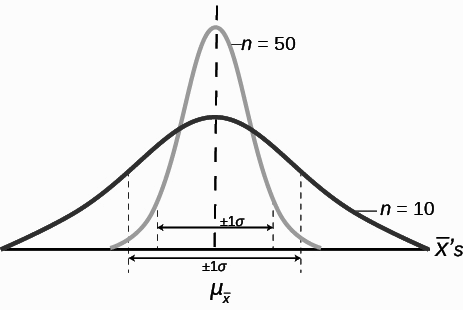 n = 50
n = 10
±1σ
x̄'s
±1σ
μx̄